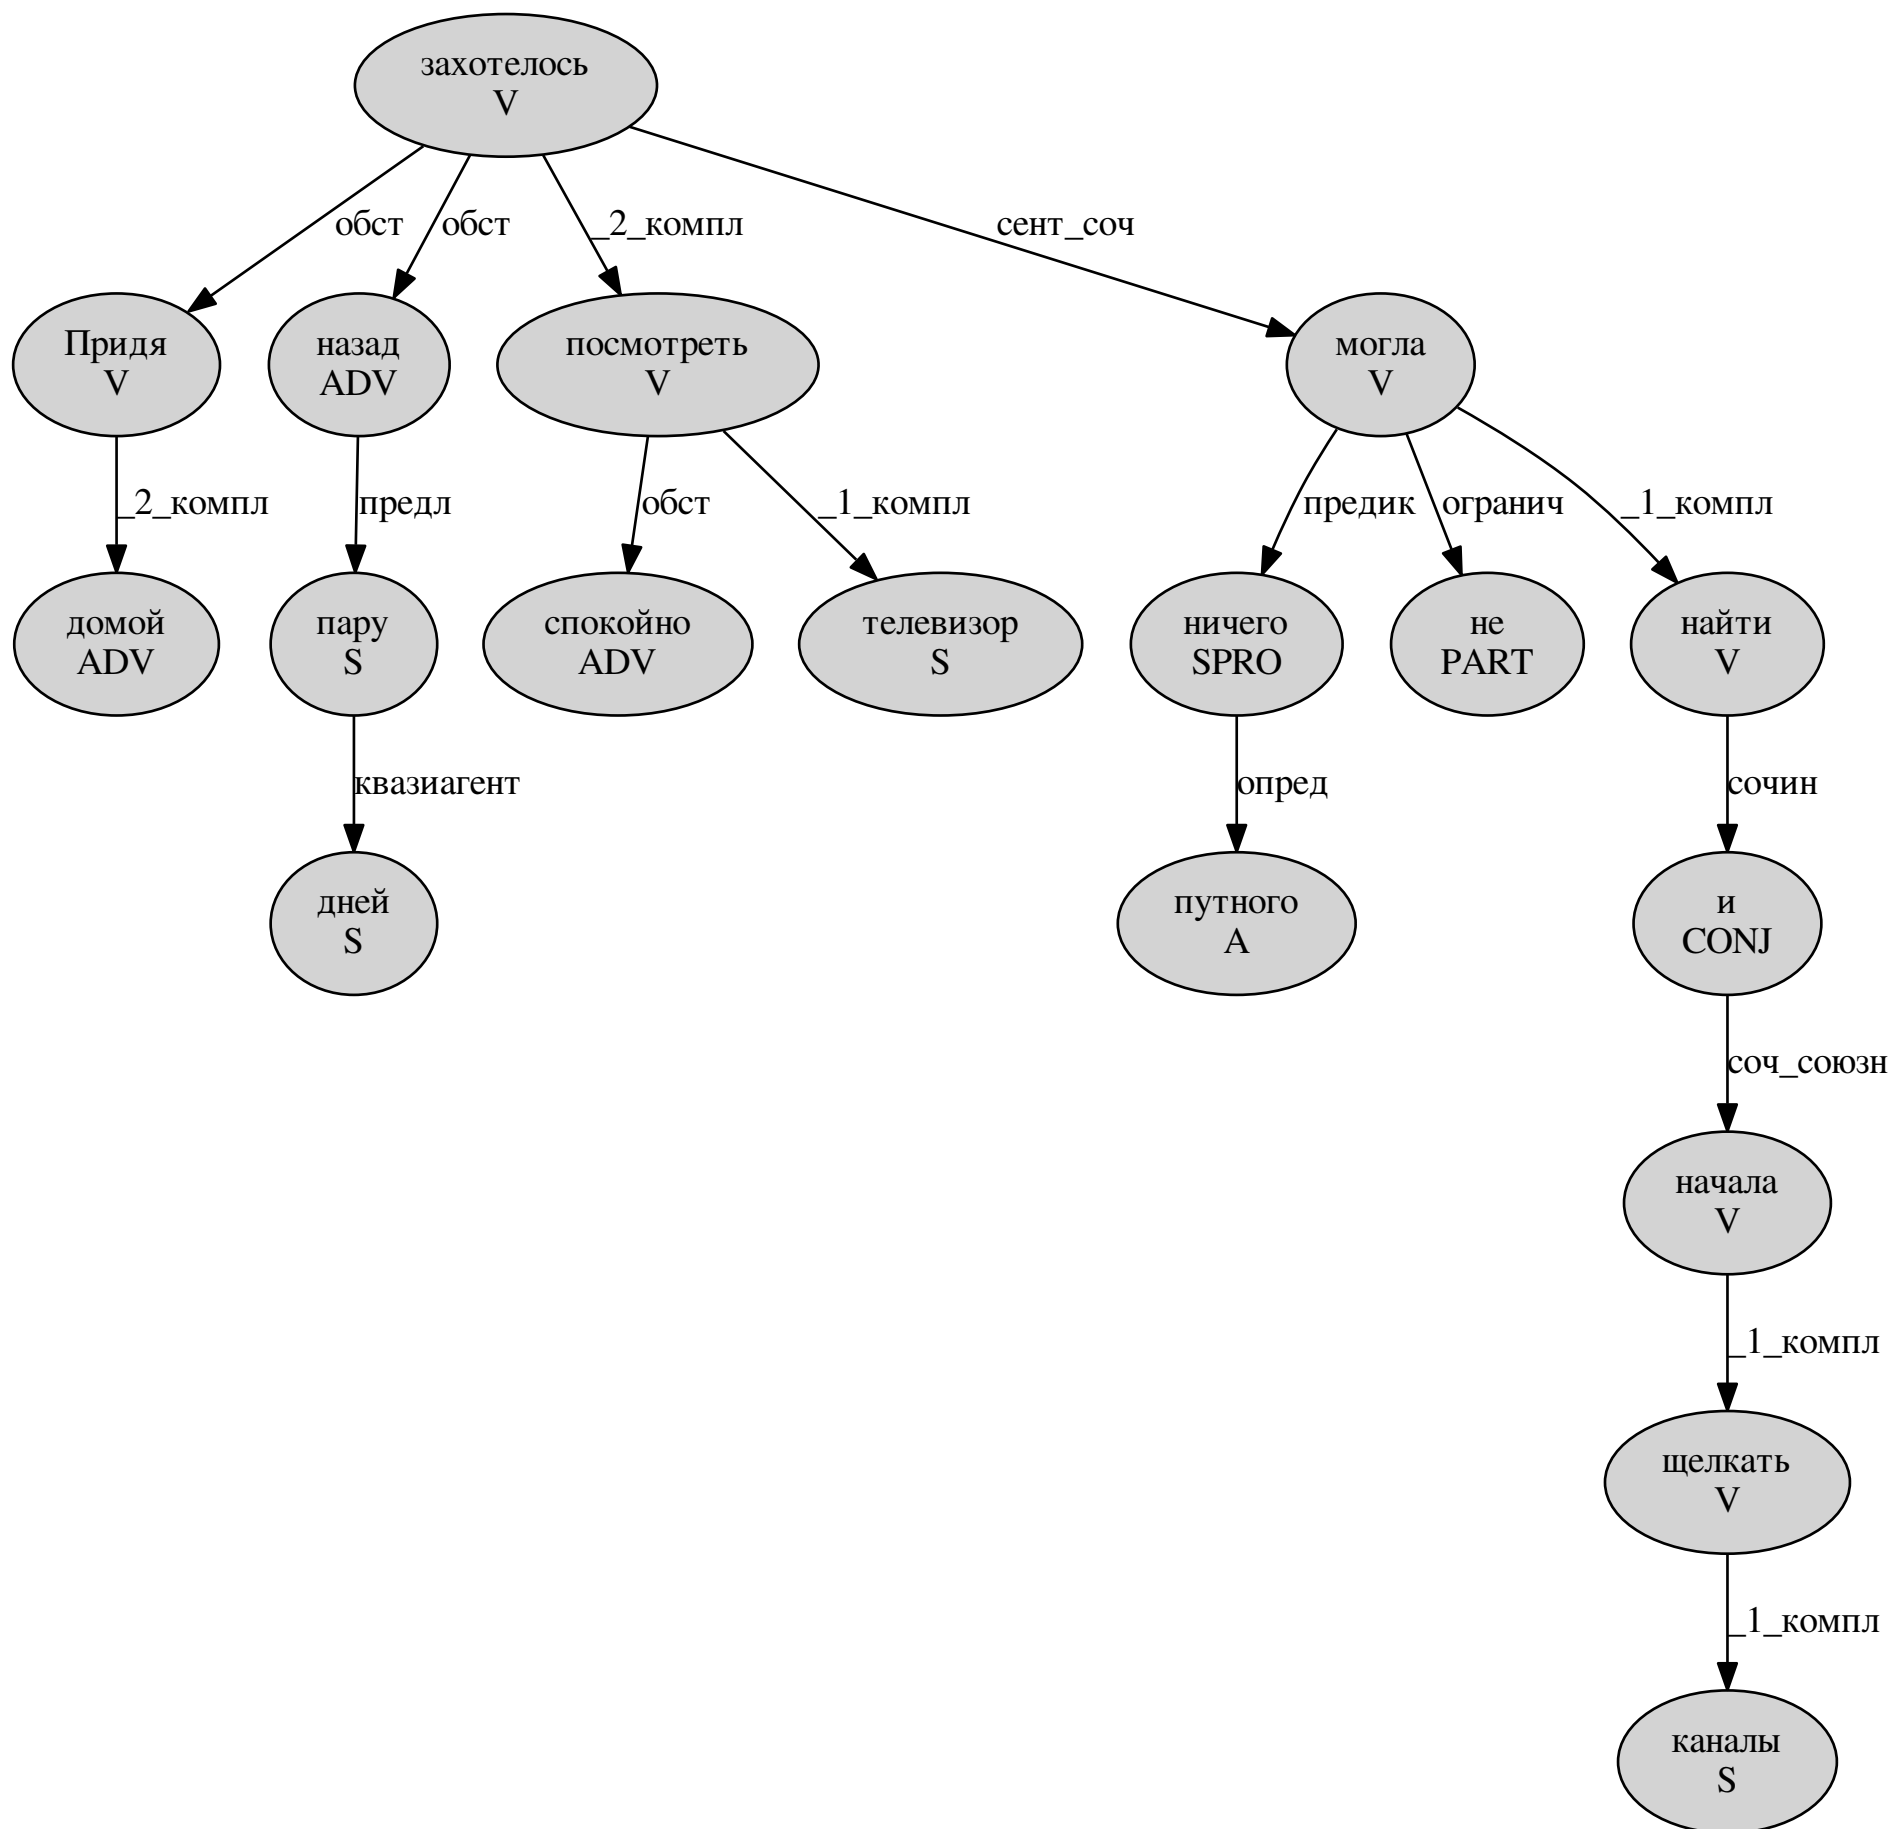 захотелось
V
обст
обст
_2_компл
сент_соч
Придя
V
назад
ADV
посмотреть
V
могла
V
_2_компл
предл
обст
_1_компл
предик
огранич
_1_компл
домой
ADV
пару
S
спокойно
ADV
телевизор
S
ничего
SPRO
не
PART
найти
V
квазиагент
опред
сочин
дней
S
путного
A
и
CONJ
соч_союзн
начала
V
_1_компл
щелкать
V
_1_компл
каналы
S